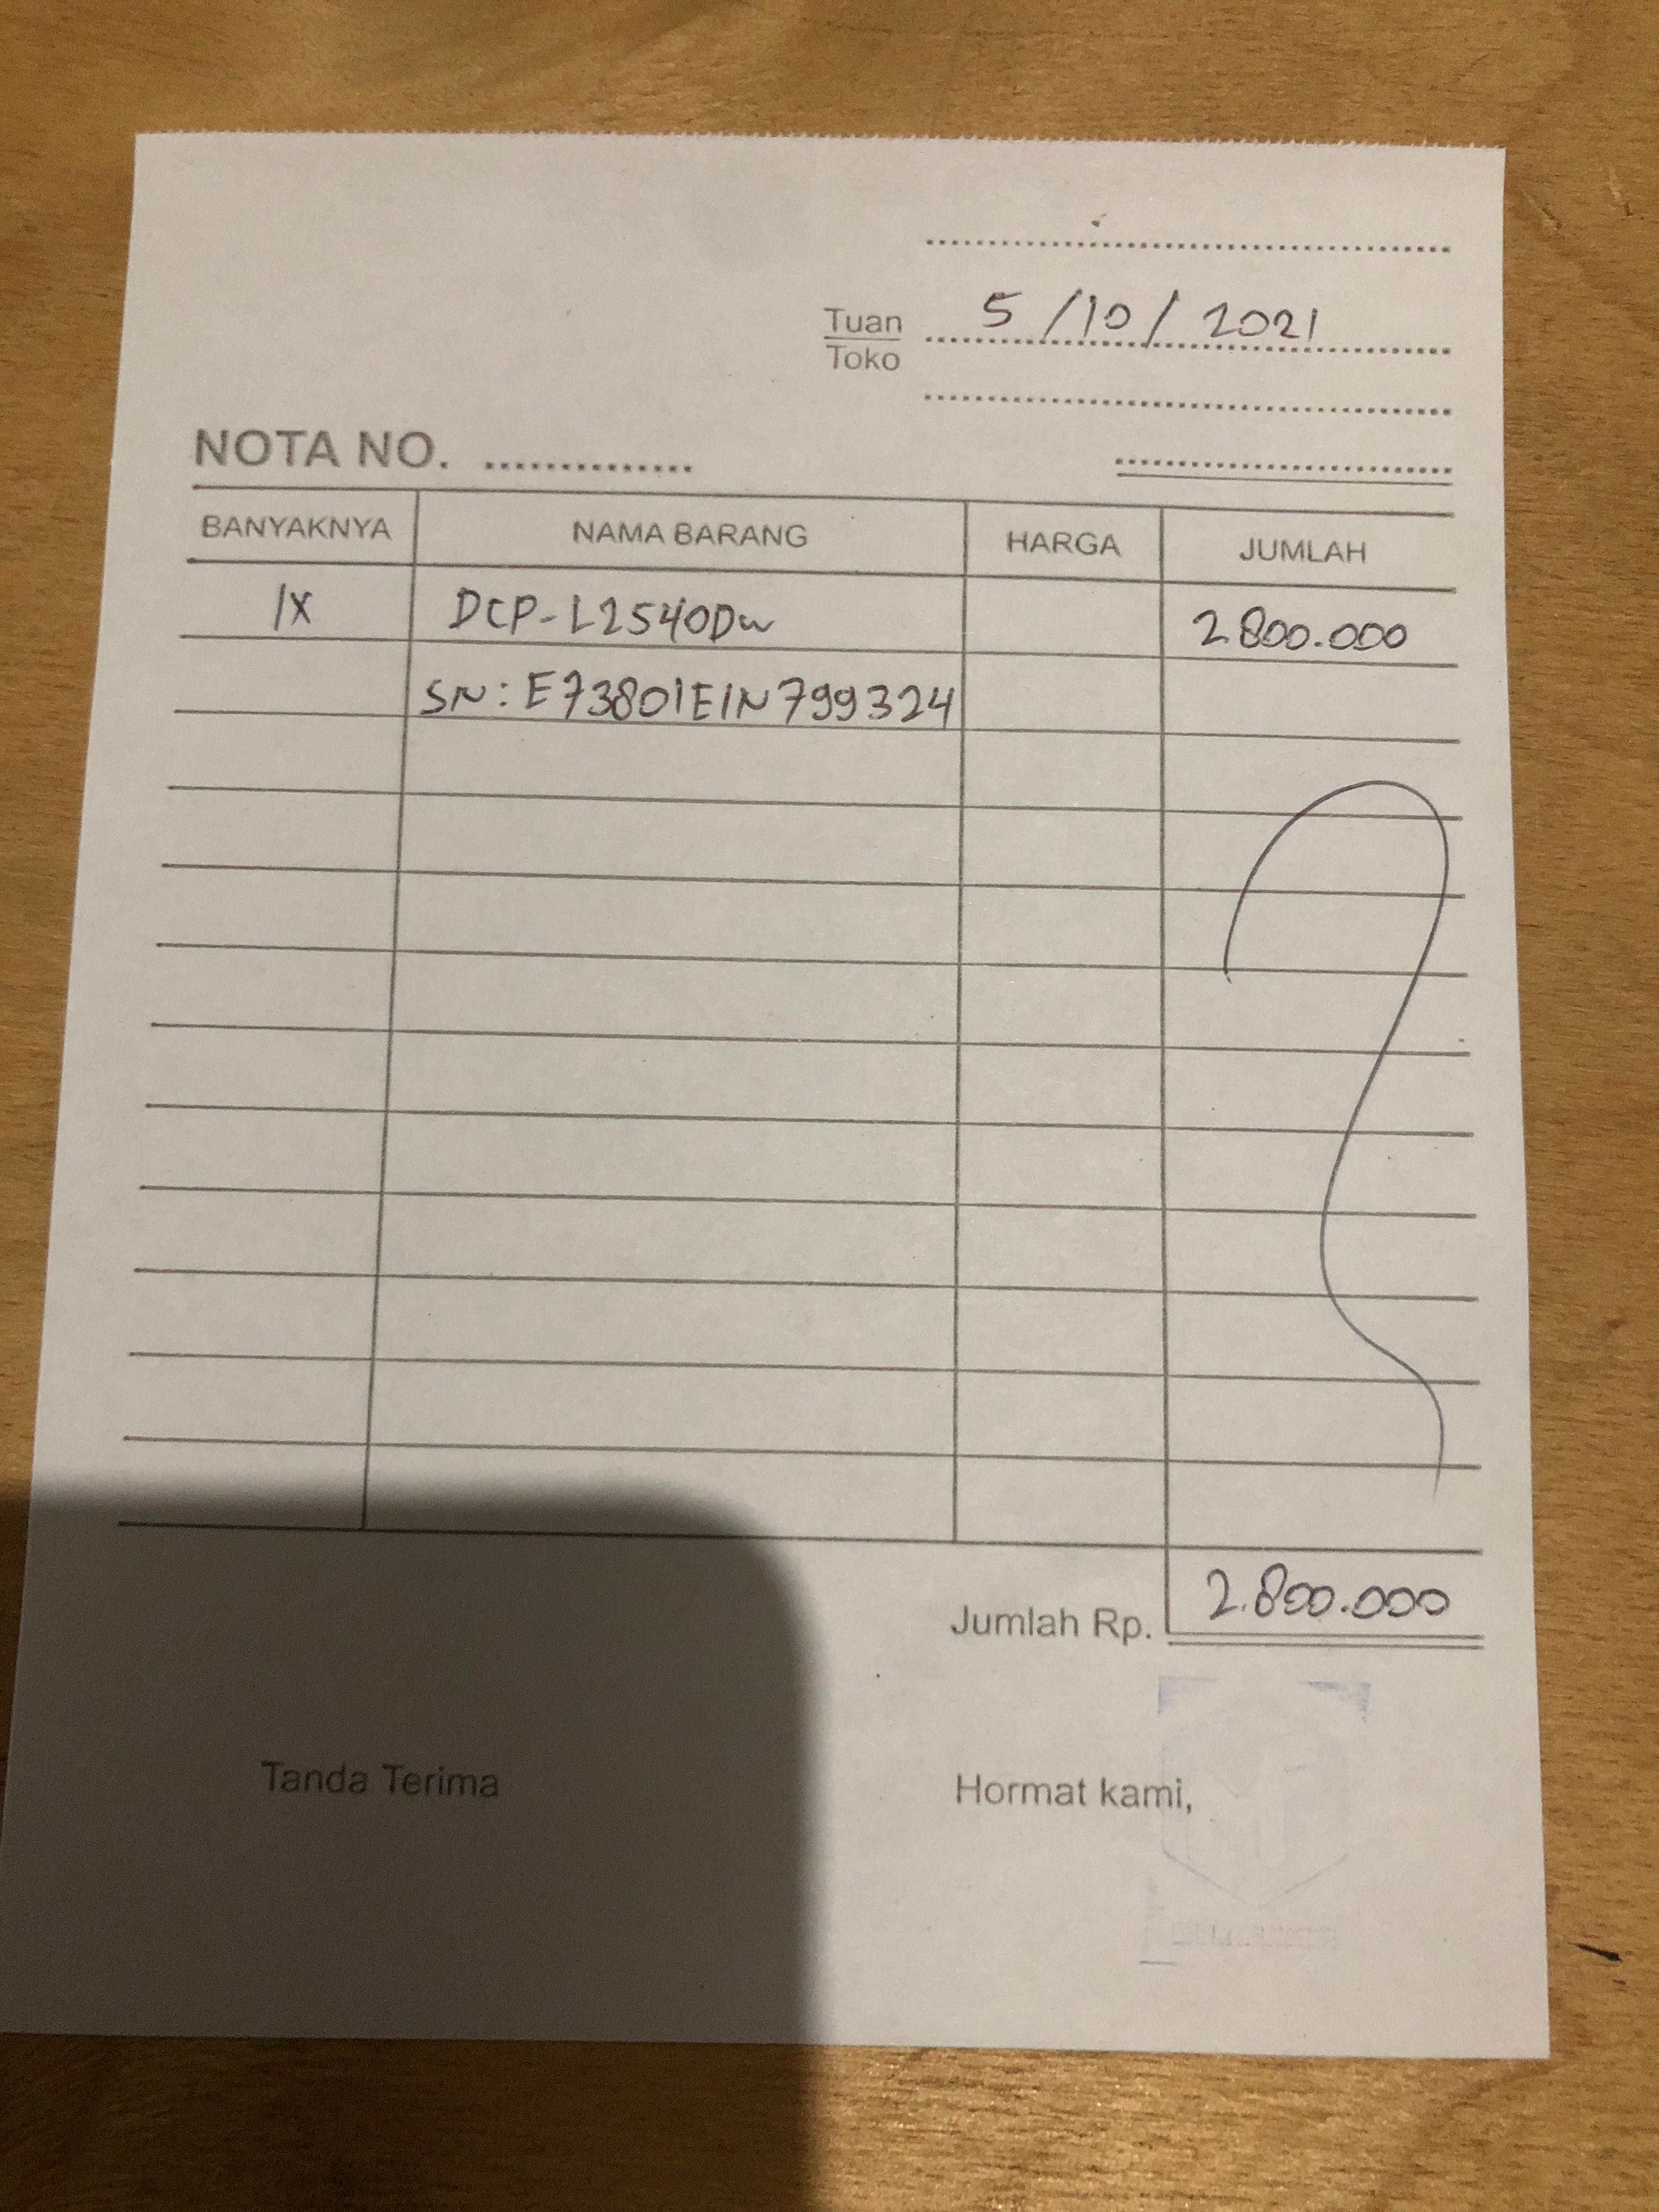 Tuan 5/10/2021
Toko
NOTA NO. ..............
BANYAKNYA NAMA BARANG HARGA JUMLAH
1X DCP-L2540Dw 2.800.000
SN: E73801E1N799324
Jumlah Rp. 2.800.000
Tanda Terima Hormat kami,